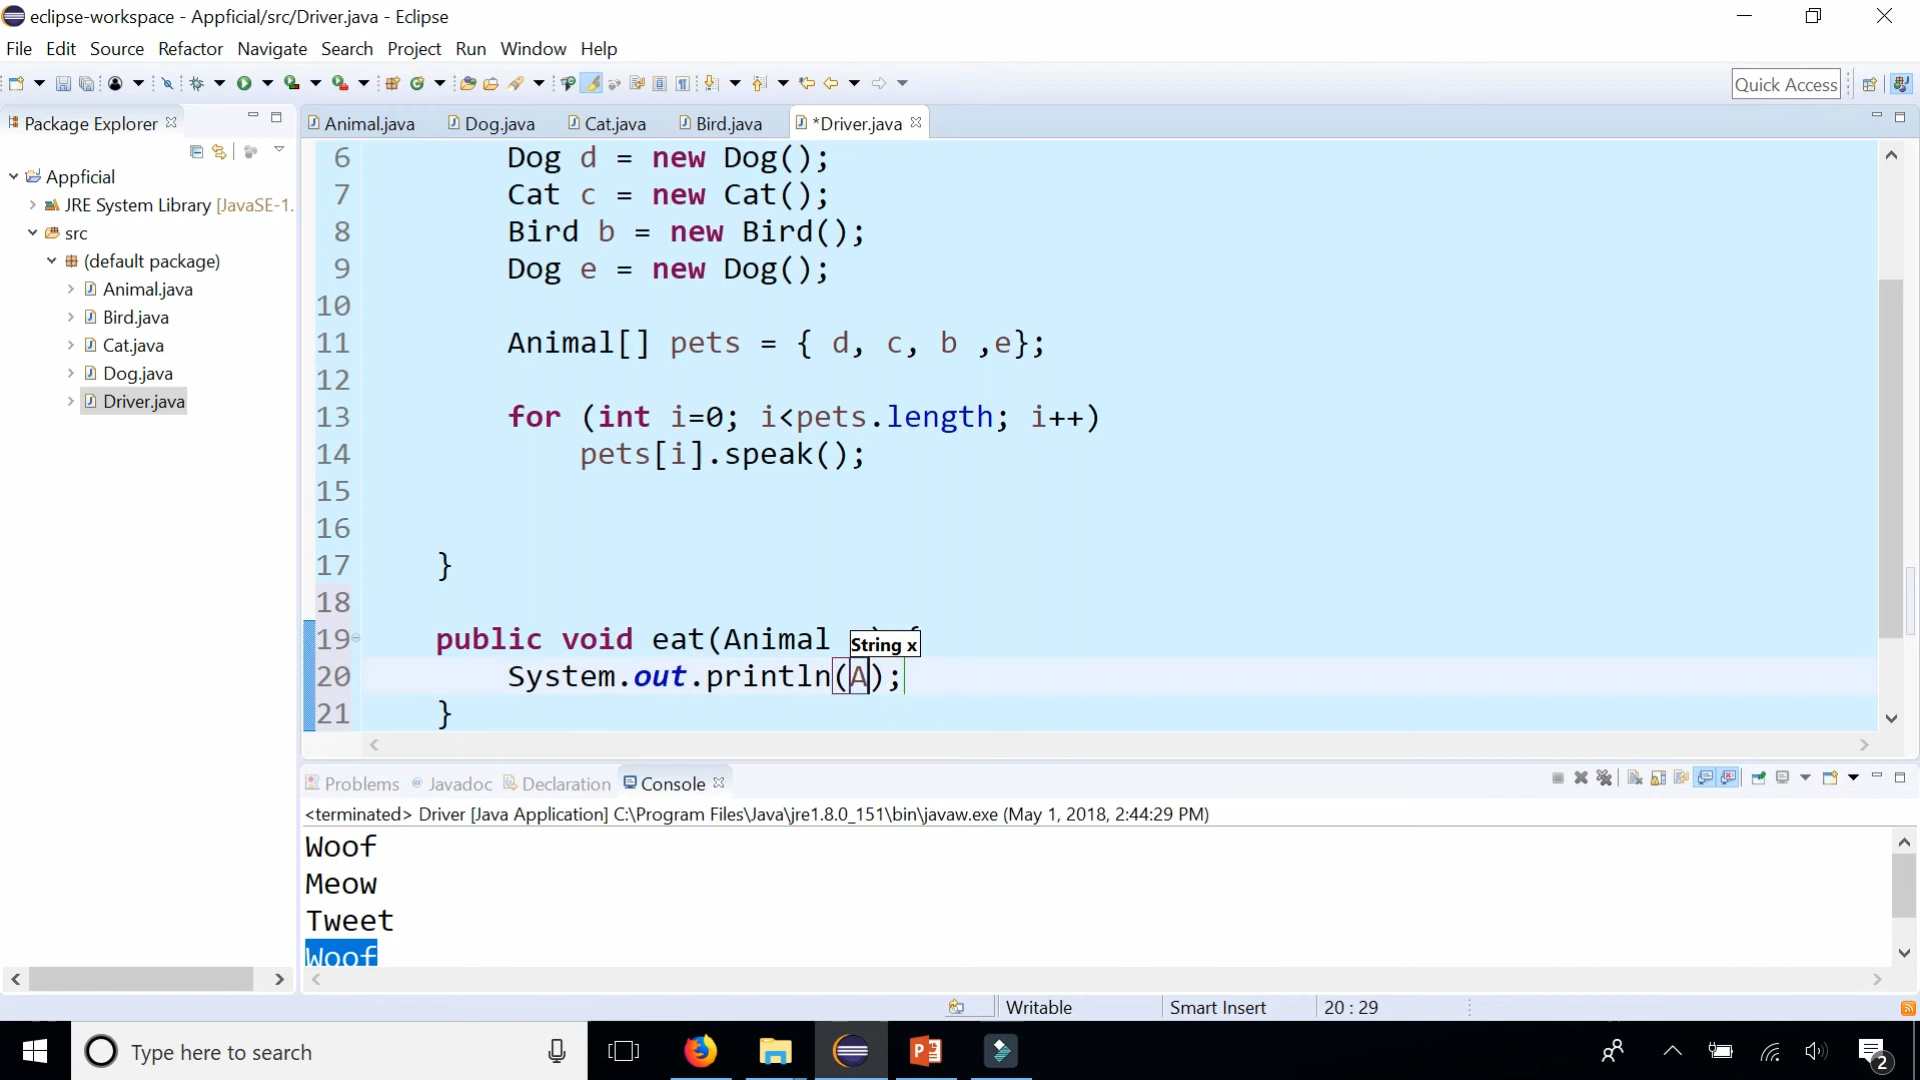 eclipse-workspace - Appficial/src/Driver.java - Eclipse
File Edit Source Refactor Navigate Search Project Run Window Help
Quick Access
Package Explorer
Animal.java Dog.java Cat.java Bird.java *Driver.java
Appficial
JRE System Library [JavaSE-1.
src
(default package)
Animal.java
Bird.java
Cat.java
Dog.java
Driver.java
6 Dog d = new Dog();
7 Cat c = new Cat();
8 Bird b = new Bird();
9 Dog e = new Dog();
10
11 Animal[] pets = { d, c, b ,e};
12
13 for (int i=0; i<pets.length; i++)
14 pets[i].speak();
15
16
17 }
18
19 public void eat(Animal
String x
20 System.out.println(A);
21 }
Problems Javadoc Declaration Console
<terminated> Driver [Java Application] C:\Program Files\Java\jre1.8.0_151\bin\javaw.exe (May 1, 2018, 2:44:29 PM)
Woof
Meow
Tweet
Woof
Writable Smart Insert 20 : 29
Type here to search
2